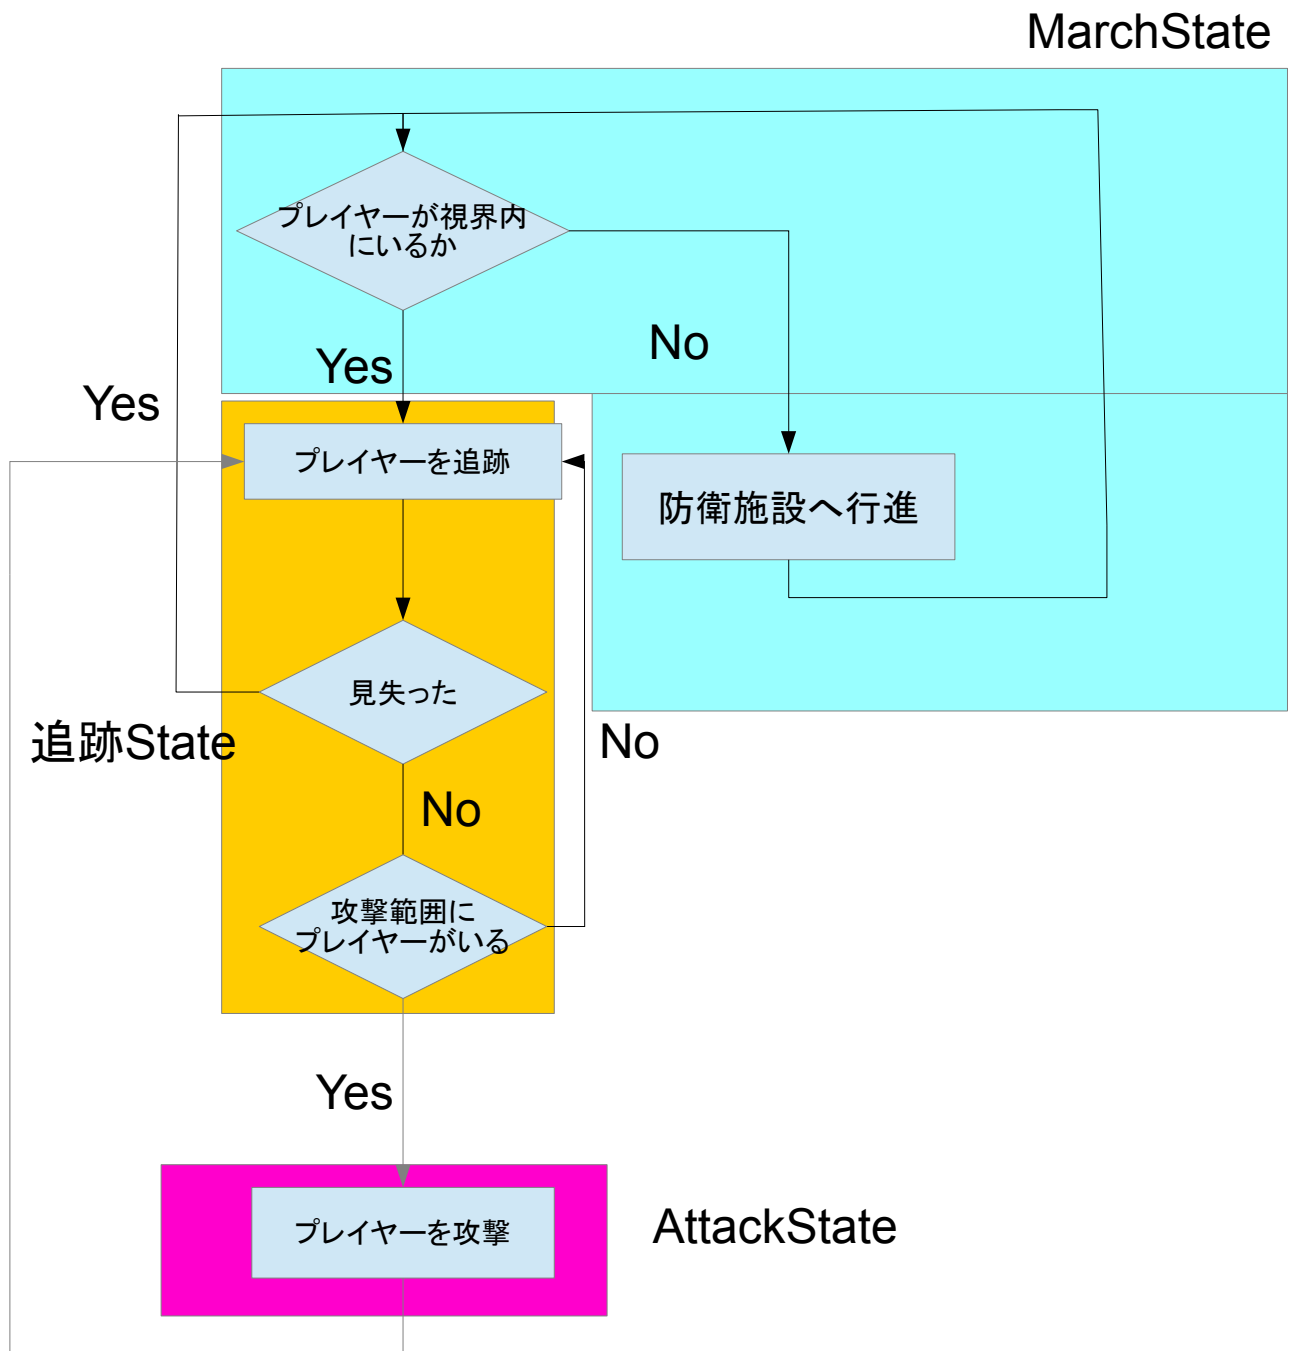 MarchState
プレイヤーが視界内
にいるか
No
Yes
Yes
プレイヤーを追跡
防衛施設へ行進
見失った
追跡State
No
No
攻撃範囲に
プレイヤーがいる
Yes
プレイヤーを攻撃
AttackState